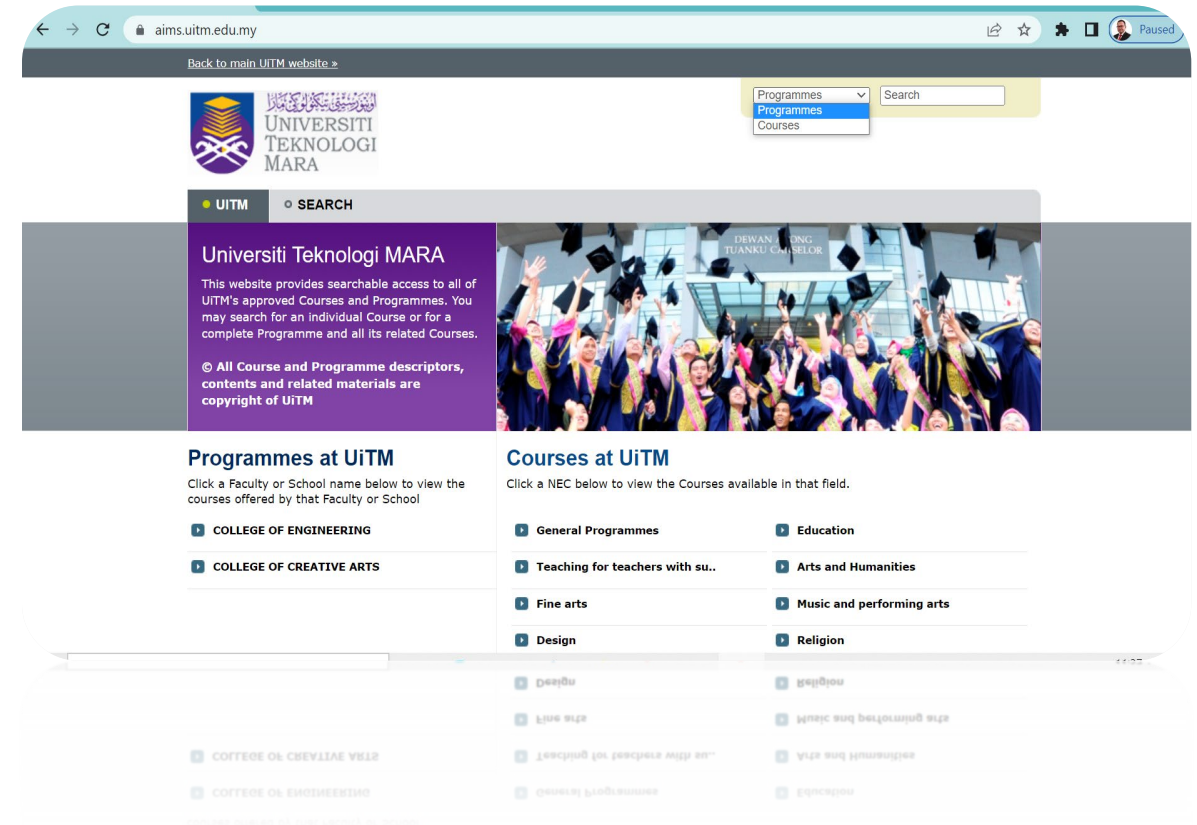 aims.uitm.edu.my
Paused
Back to main UiTM website »
اونيۏرسيتي تيكنولوڬي مارا
UNIVERSITI
TEKNOLOGI
MARA
Programmes
Search
Programmes
Courses
UITM
SEARCH
Universiti Teknologi MARA
This website provides searchable access to all of
UiTM's approved Courses and Programmes. You
may search for an individual Course or for a
complete Programme and all its related Courses.
© All Course and Programme descriptors,
contents and related materials are
copyright of UiTM
DEWAN AGONG
TUANKU CANSELOR
Programmes at UiTM
Click a Faculty or School name below to view the
courses offered by that Faculty or School
COLLEGE OF ENGINEERING
COLLEGE OF CREATIVE ARTS
Courses at UiTM
Click a NEC below to view the Courses available in that field.
General Programmes
Education
Teaching for teachers with su..
Arts and Humanities
Fine arts
Music and performing arts
Design
Religion